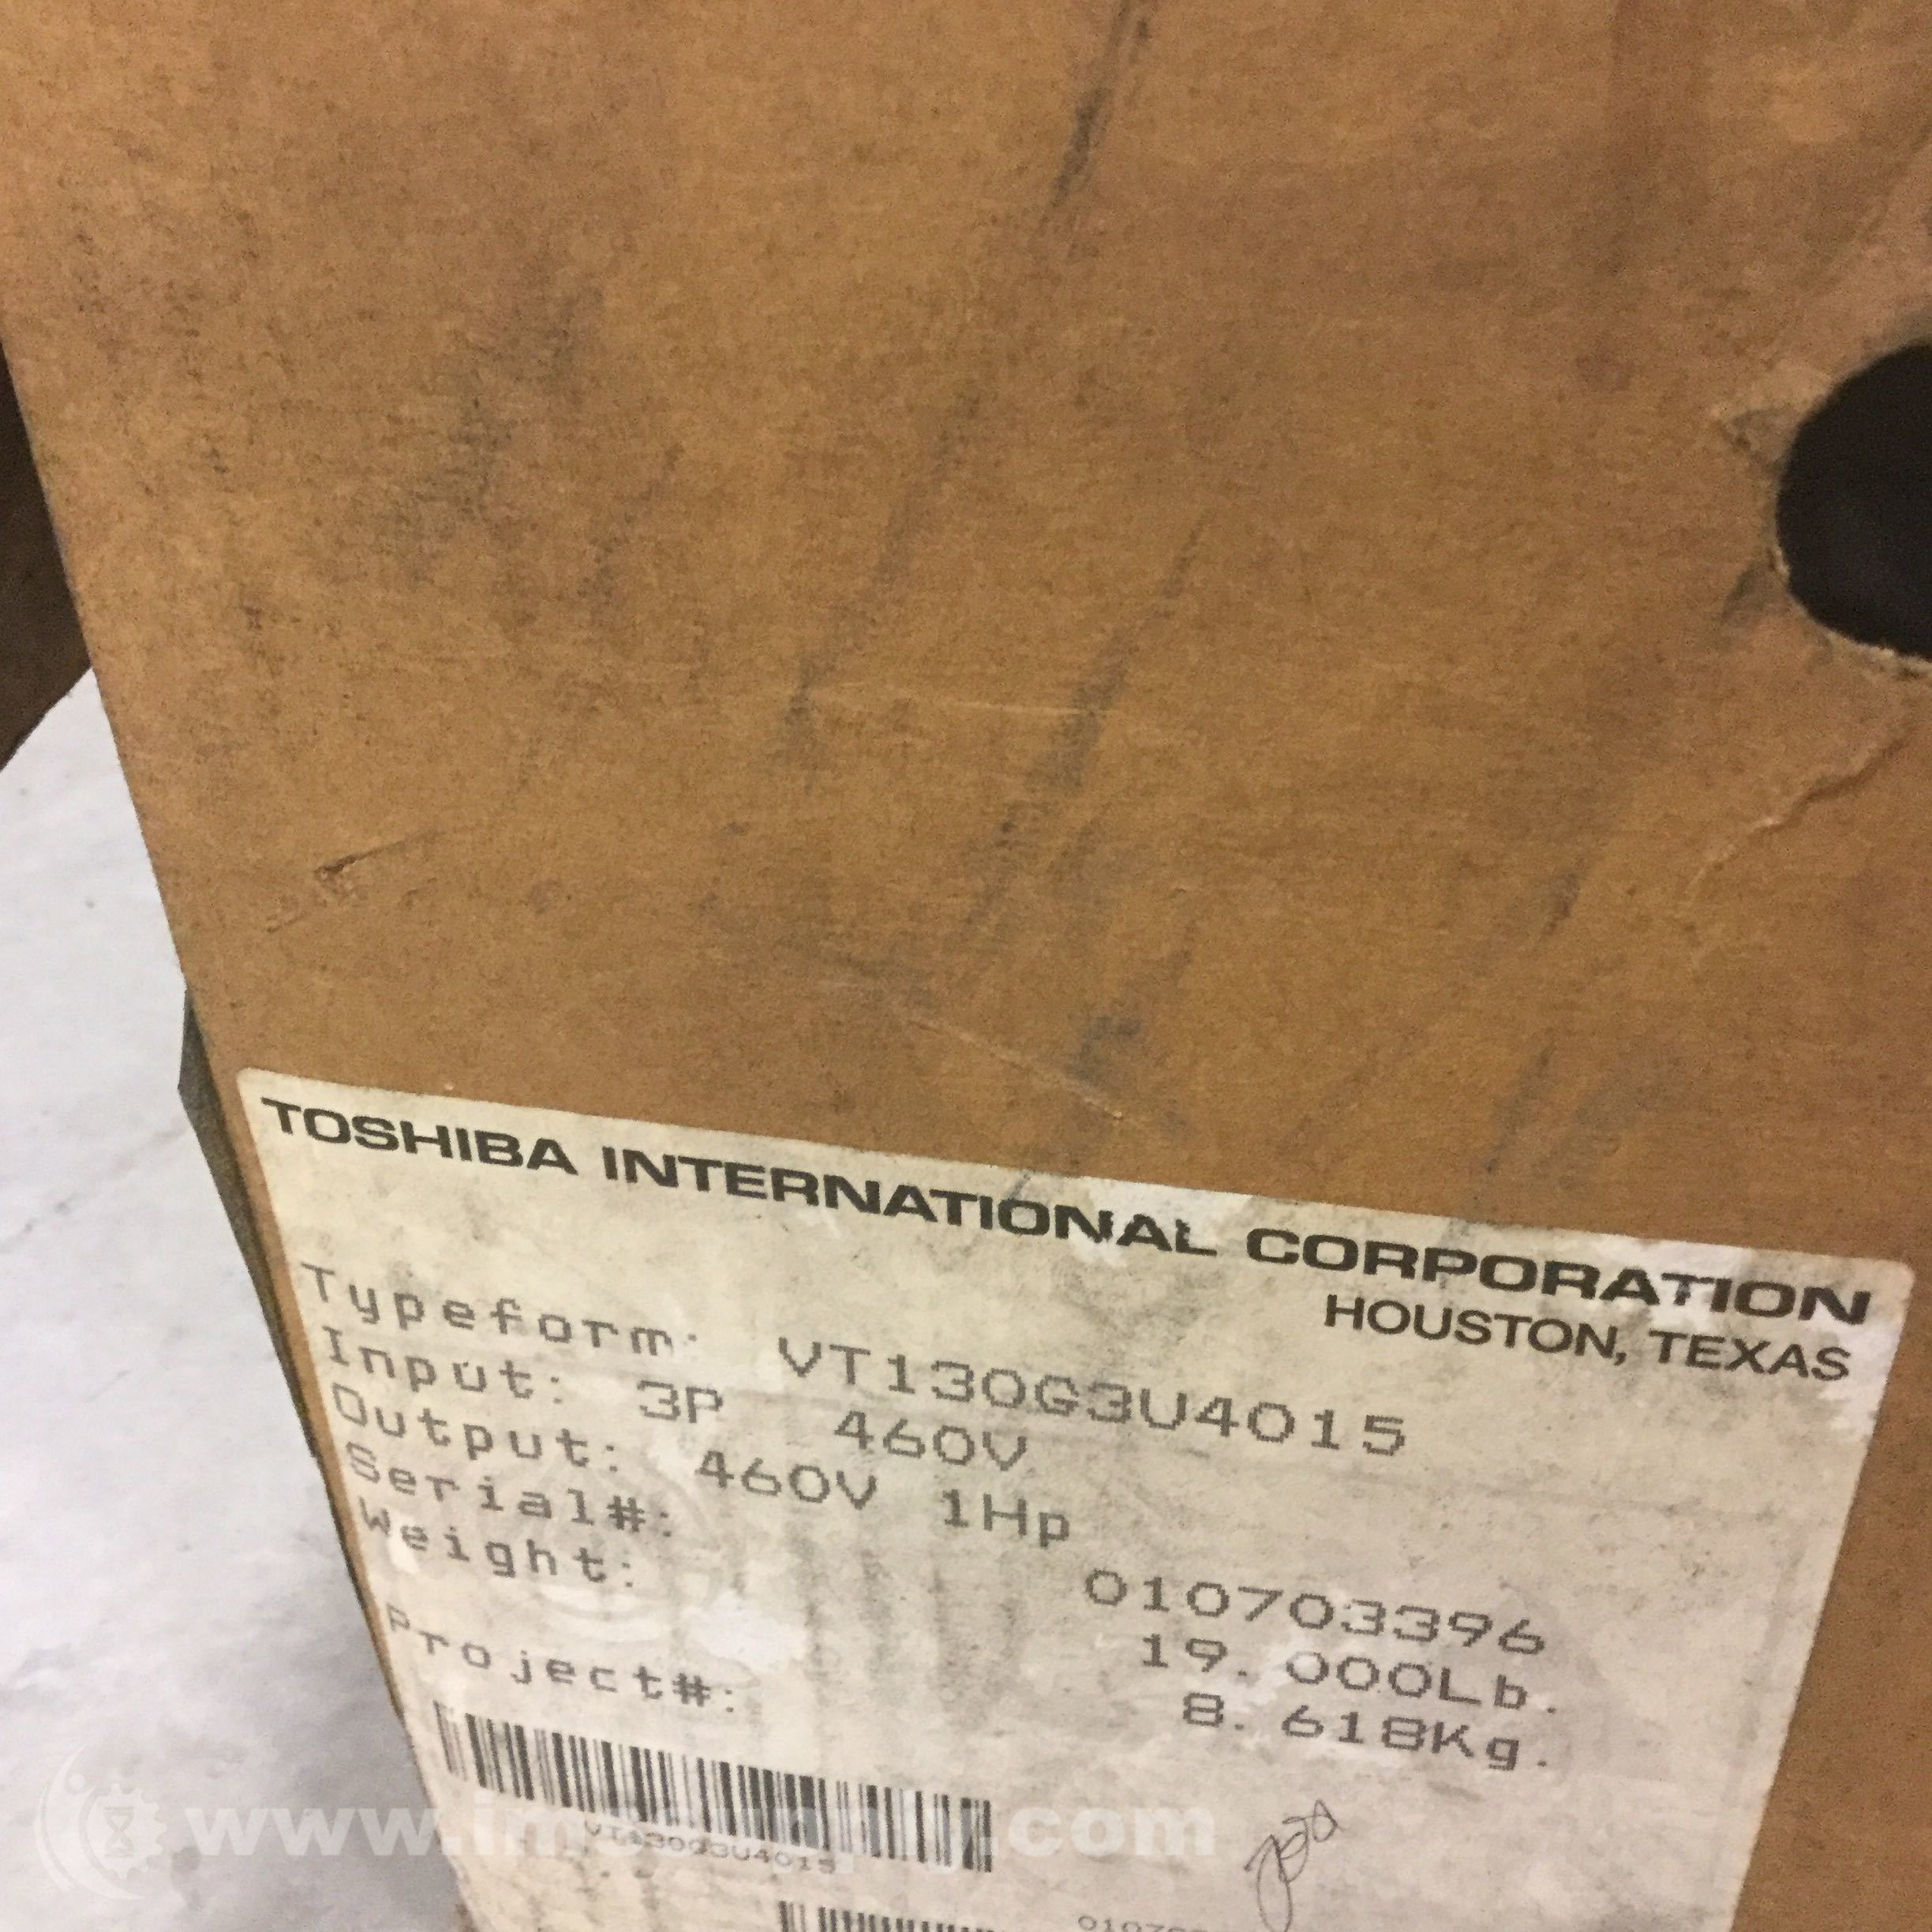 TOSHIBA INTERNATIONAL CORPORATION
HOUSTON, TEXAS
Typeform: VT130G3U4015
Input: 3P 460V
Output: 460V 1Hp
Serial#: 010703396
Weight: 19.000Lb.
8.618Kg.
Project#:
VT130G3U4015